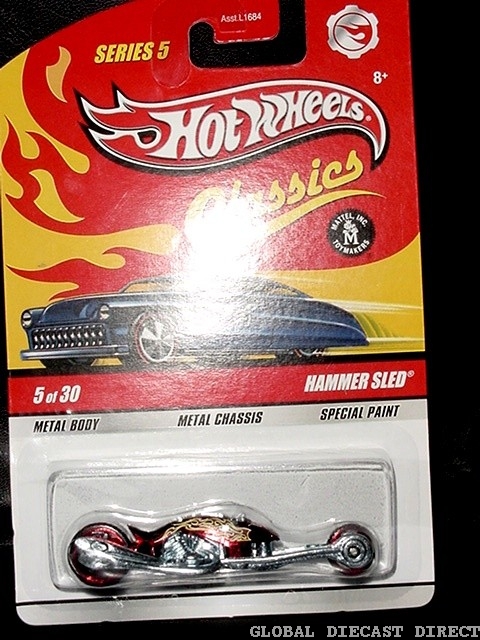 Asst.L1684
SERIES 5
8+
HOT WHEELS®
Classics
MATTEL, INC.
M
TOYMAKERS
5 of 30
HAMMER SLED®
METAL BODY METAL CHASSIS SPECIAL PAINT
GLOBAL DIECAST DIRECT